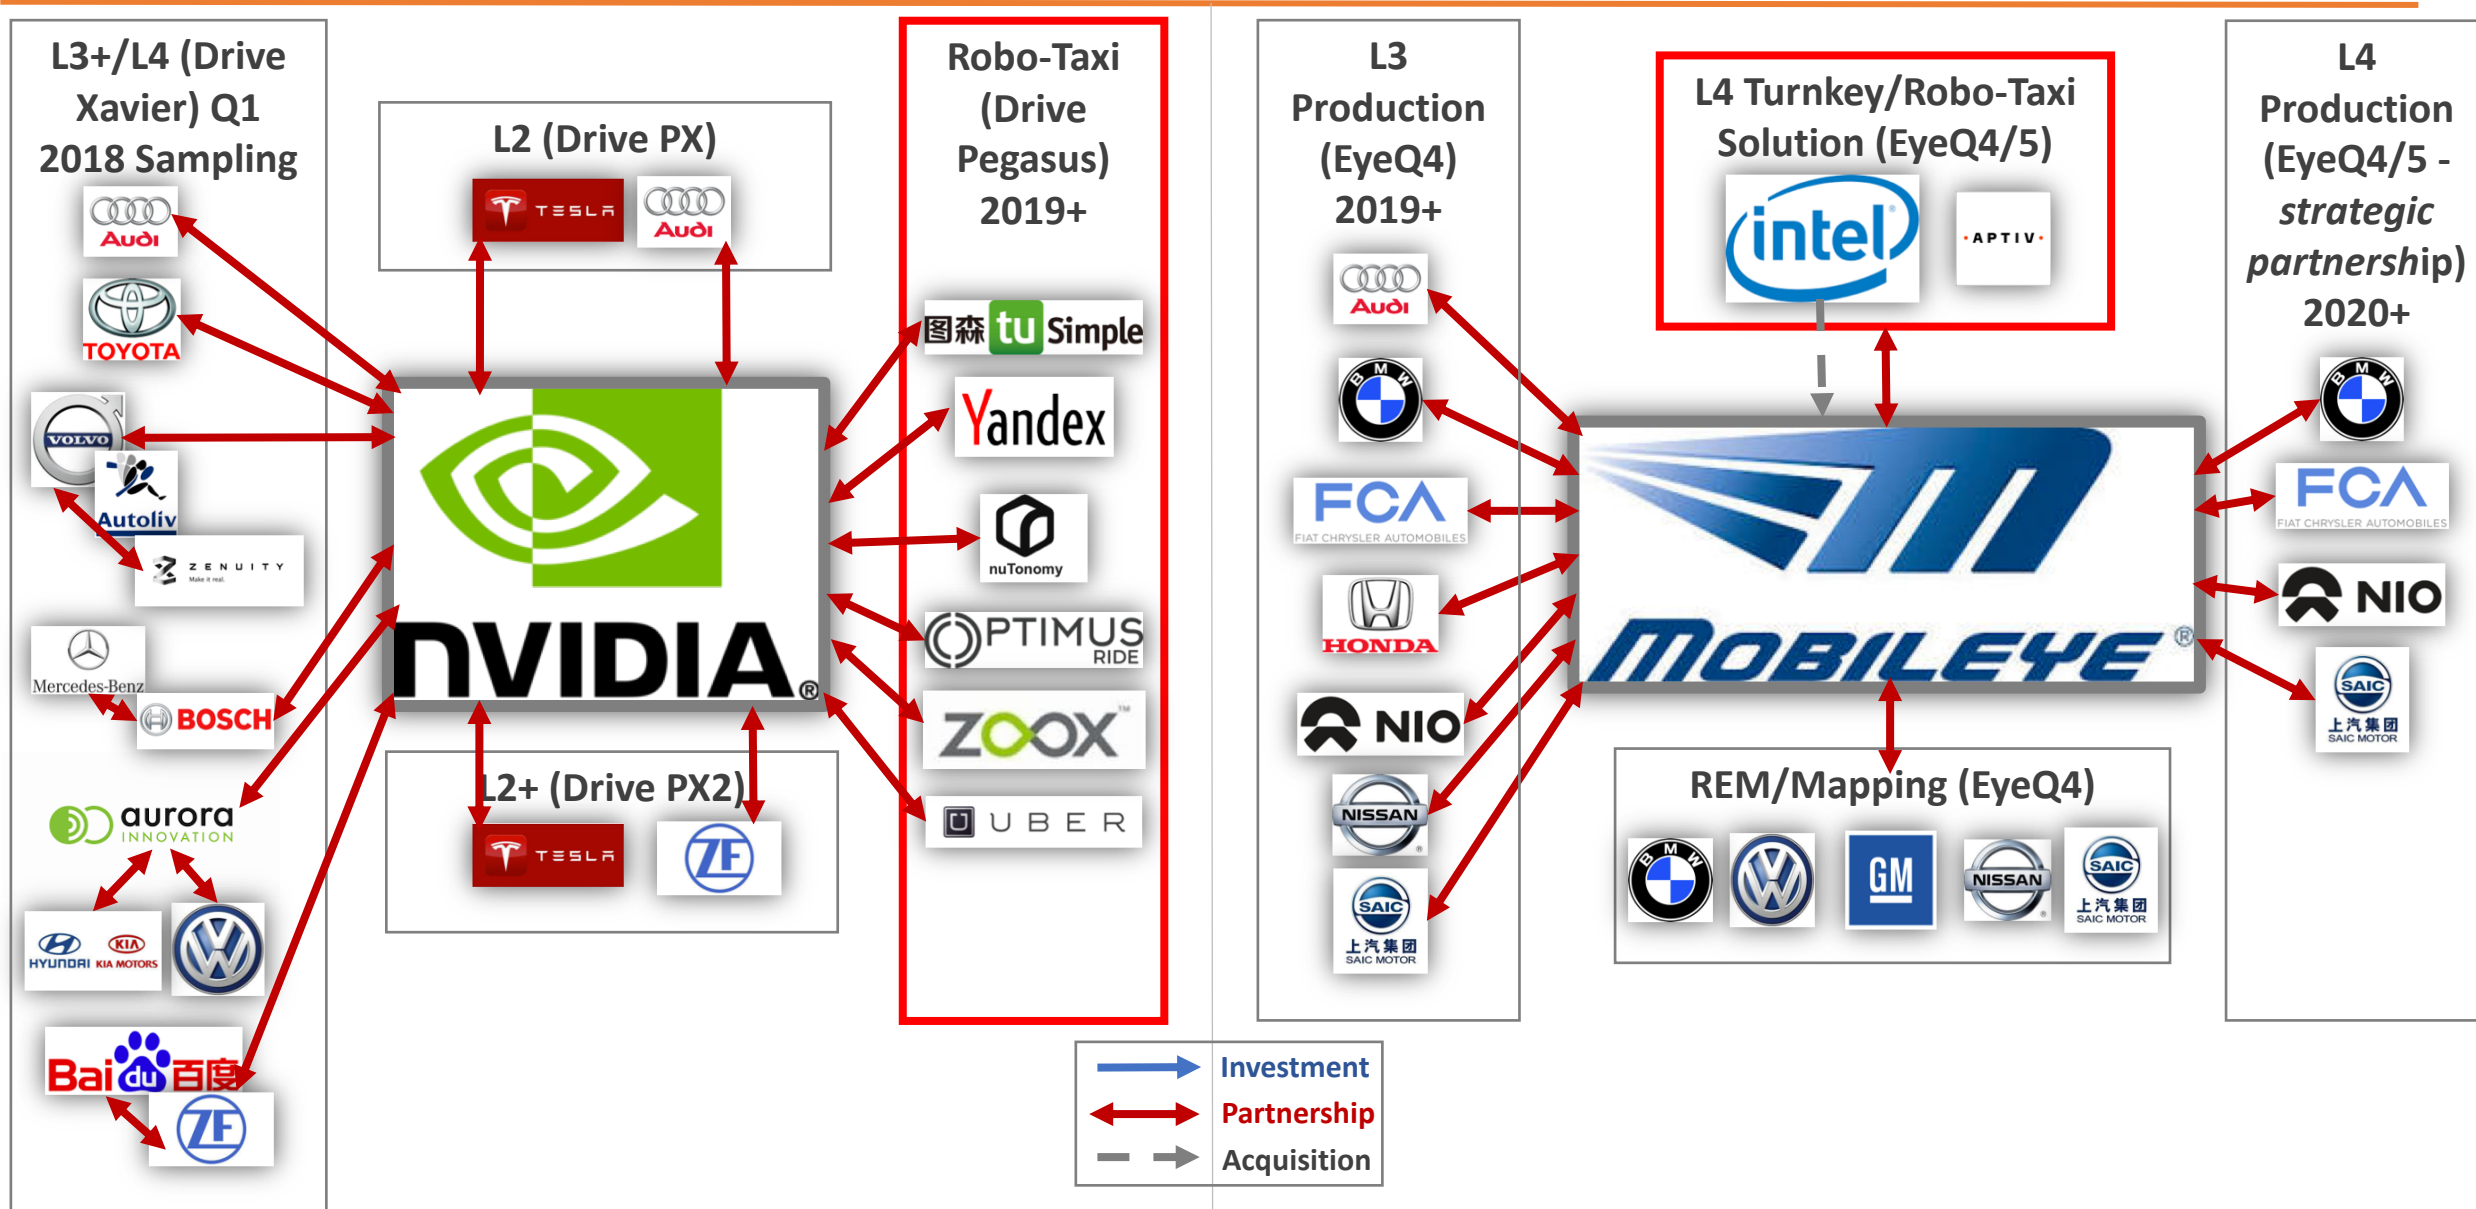 L3+/L4 (Drive
Xavier) Q1
2018 Sampling
Audi
TOYOTA
VOLVO
Autoliv
ZENUITY
Make it real.
Mercedes-Benz
BOSCH
aurora
INNOVATION
HYUNDAI KIA MOTORS
KIA
Baidu百度
ZF
L2 (Drive PX)
TESLA
Audi
NVIDIA®
L2+ (Drive PX2)
TESLA
ZF
Robo-Taxi
(Drive
Pegasus)
2019+
图森 tu Simple
Yandex
nuTonomy
OPTIMUS
RIDE
ZOOX™
UBER
L3
Production
(EyeQ4)
2019+
Audi
BMW
FCA
FIAT CHRYSLER AUTOMOBILES
HONDA
NIO
NISSAN
SAIC
上汽集团
SAIC MOTOR
L4 Turnkey/Robo-Taxi
Solution (EyeQ4/5)
intel®
·APTIV·
MOBILEYE®
REM/Mapping (EyeQ4)
BMW
GM
NISSAN
SAIC
上汽集团
SAIC MOTOR
L4
Production
(EyeQ4/5 -
strategic
partnership)
2020+
BMW
FCA
FIAT CHRYSLER AUTOMOBILES
NIO
SAIC
上汽集团
SAIC MOTOR
Investment
Partnership
Acquisition